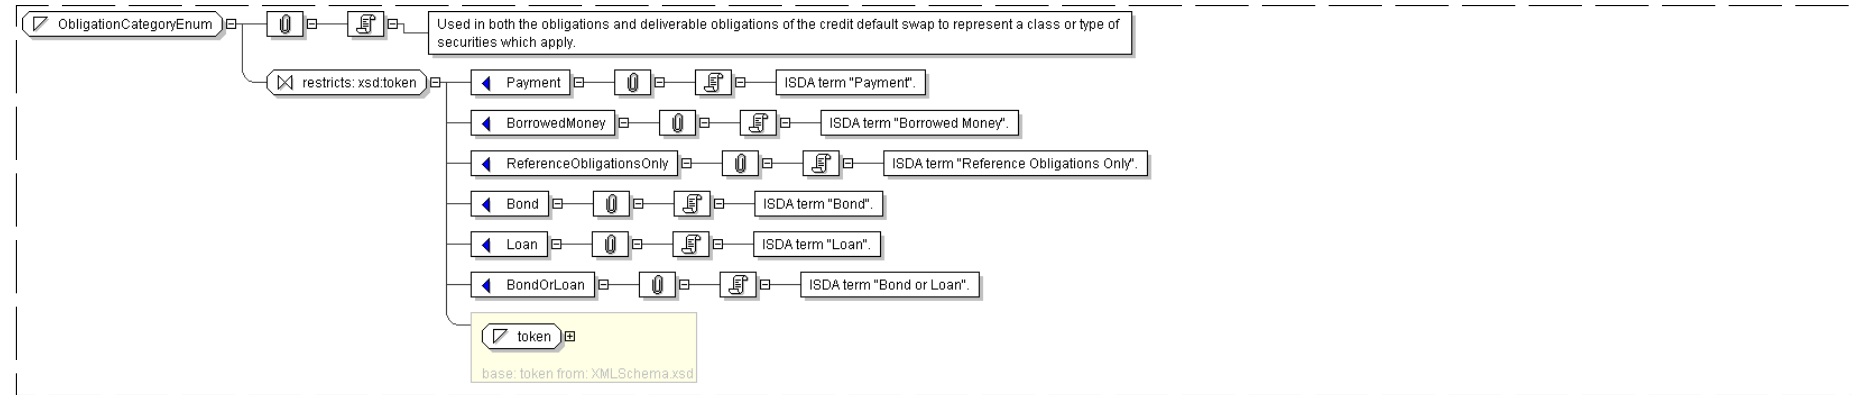 ObligationCategoryEnum
Used in both the obligations and deliverable obligations of the credit default swap to represent a class or type of
securities which apply.
restricts: xsd:token
Payment
ISDA term "Payment".
BorrowedMoney
ISDA term "Borrowed Money".
ReferenceObligationsOnly
ISDA term "Reference Obligations Only".
Bond
ISDA term "Bond".
Loan
ISDA term "Loan".
BondOrLoan
ISDA term "Bond or Loan".
token
base: token from: XMLSchema.xsd